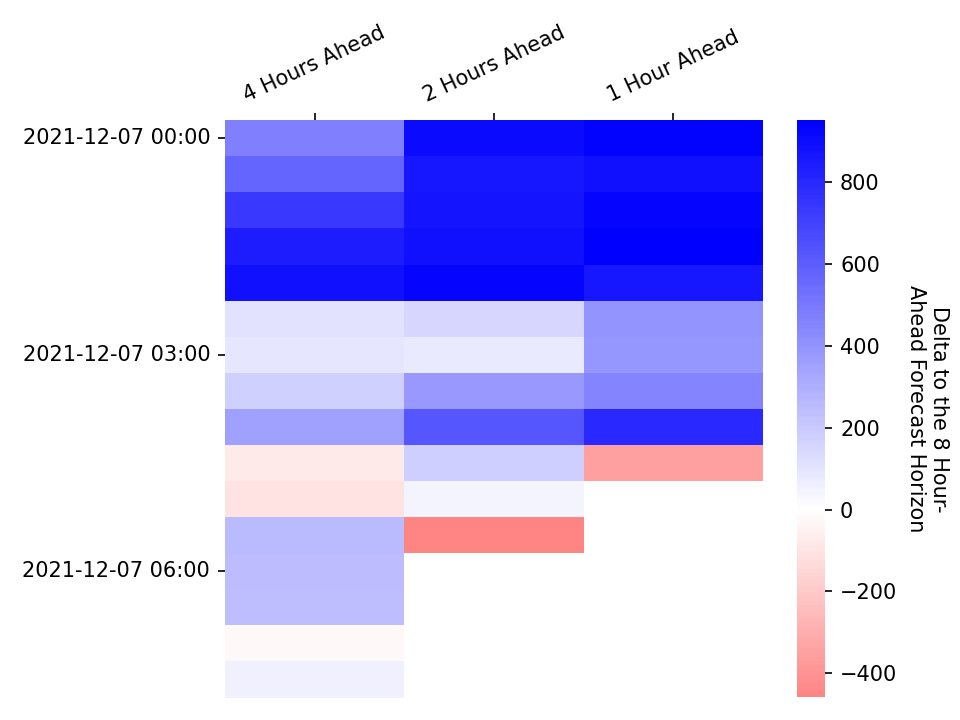 4 Hours Ahead
2 Hours Ahead
1 Hour Ahead
2021-12-07 00:00
2021-12-07 03:00
2021-12-07 06:00
800
600
400
200
0
−200
−400
Delta to the 8 Hour-
Ahead Forecast Horizon